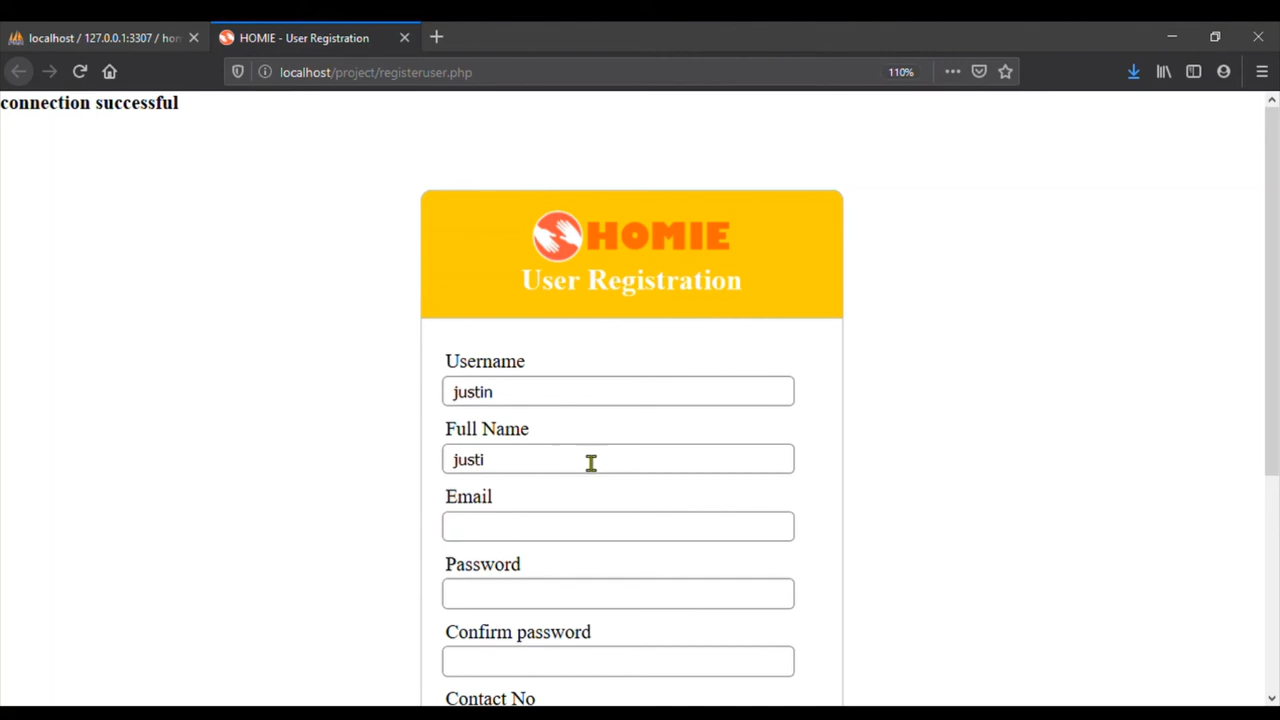 localhost / 127.0.0.1:3307 / hom
HOMIE - User Registration
localhost/project/registeruser.php
110%
connection successful
HOMIE
User Registration
Username
justin
Full Name
justi
Email
Password
Confirm password
Contact No